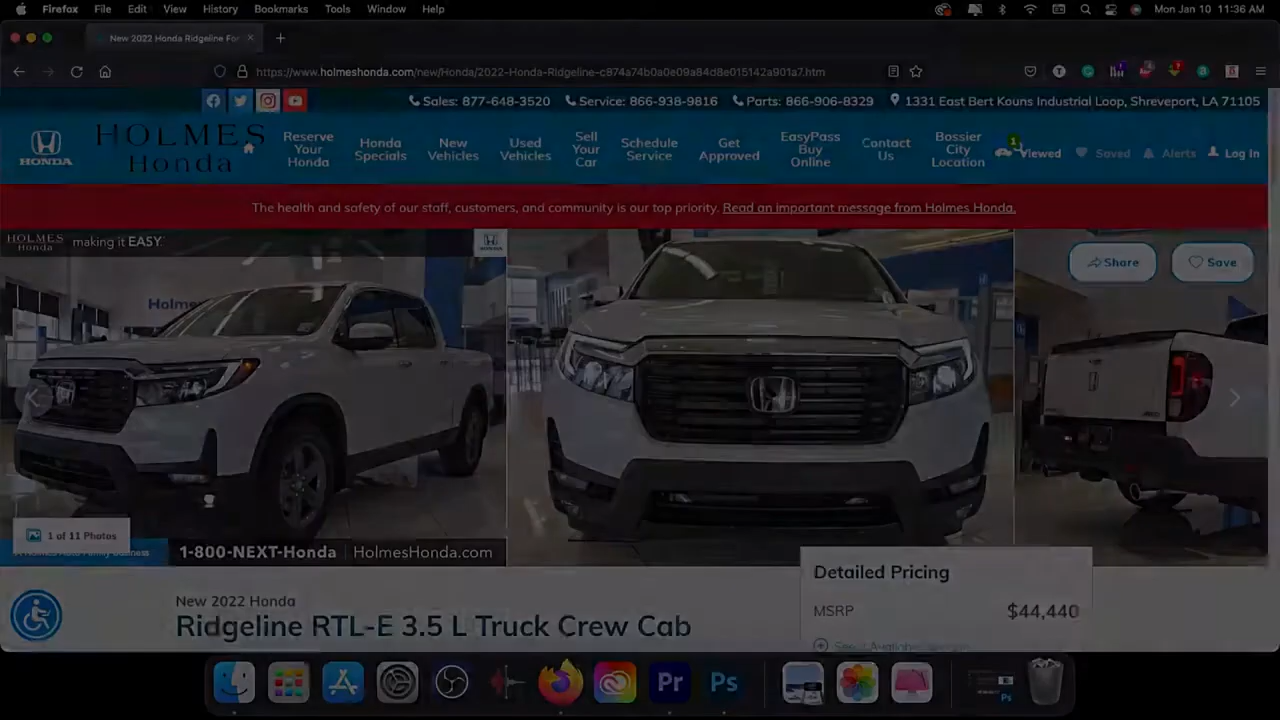 Firefox File Edit View History Bookmarks Tools Window Help Mon Jan 10 11:36 AM
New 2022 Honda Ridgeline For
https://www.holmeshonda.com/new/Honda/2022-Honda-Ridgeline-c874a74b0a0e09a84d8e015142a901a7.htm
Sales: 877-648-3520 Service: 866-938-9816 Parts: 866-906-8329 1331 East Bert Kouns Industrial Loop, Shreveport, LA 71105
HONDA
HOLMES
Honda
Reserve
Your
Honda
Honda
Specials
New
Vehicles
Used
Vehicles
Sell
Your
Car
Schedule
Service
Get
Approved
EasyPass
Buy
Online
Contact
Us
Bossier
City
Location
1
Viewed
Saved
Alerts
Log In
The health and safety of our staff, customers, and community is our top priority. Read an important message from Holmes Honda.
HOLMES
Honda
making it EASY
Share
Save
1 of 11 Photos
1-800-NEXT-Honda HolmesHonda.com
Detailed Pricing
New 2022 Honda
MSRP $44,440
Ridgeline RTL-E 3.5 L Truck Crew Cab
Pr
Ps
Ps